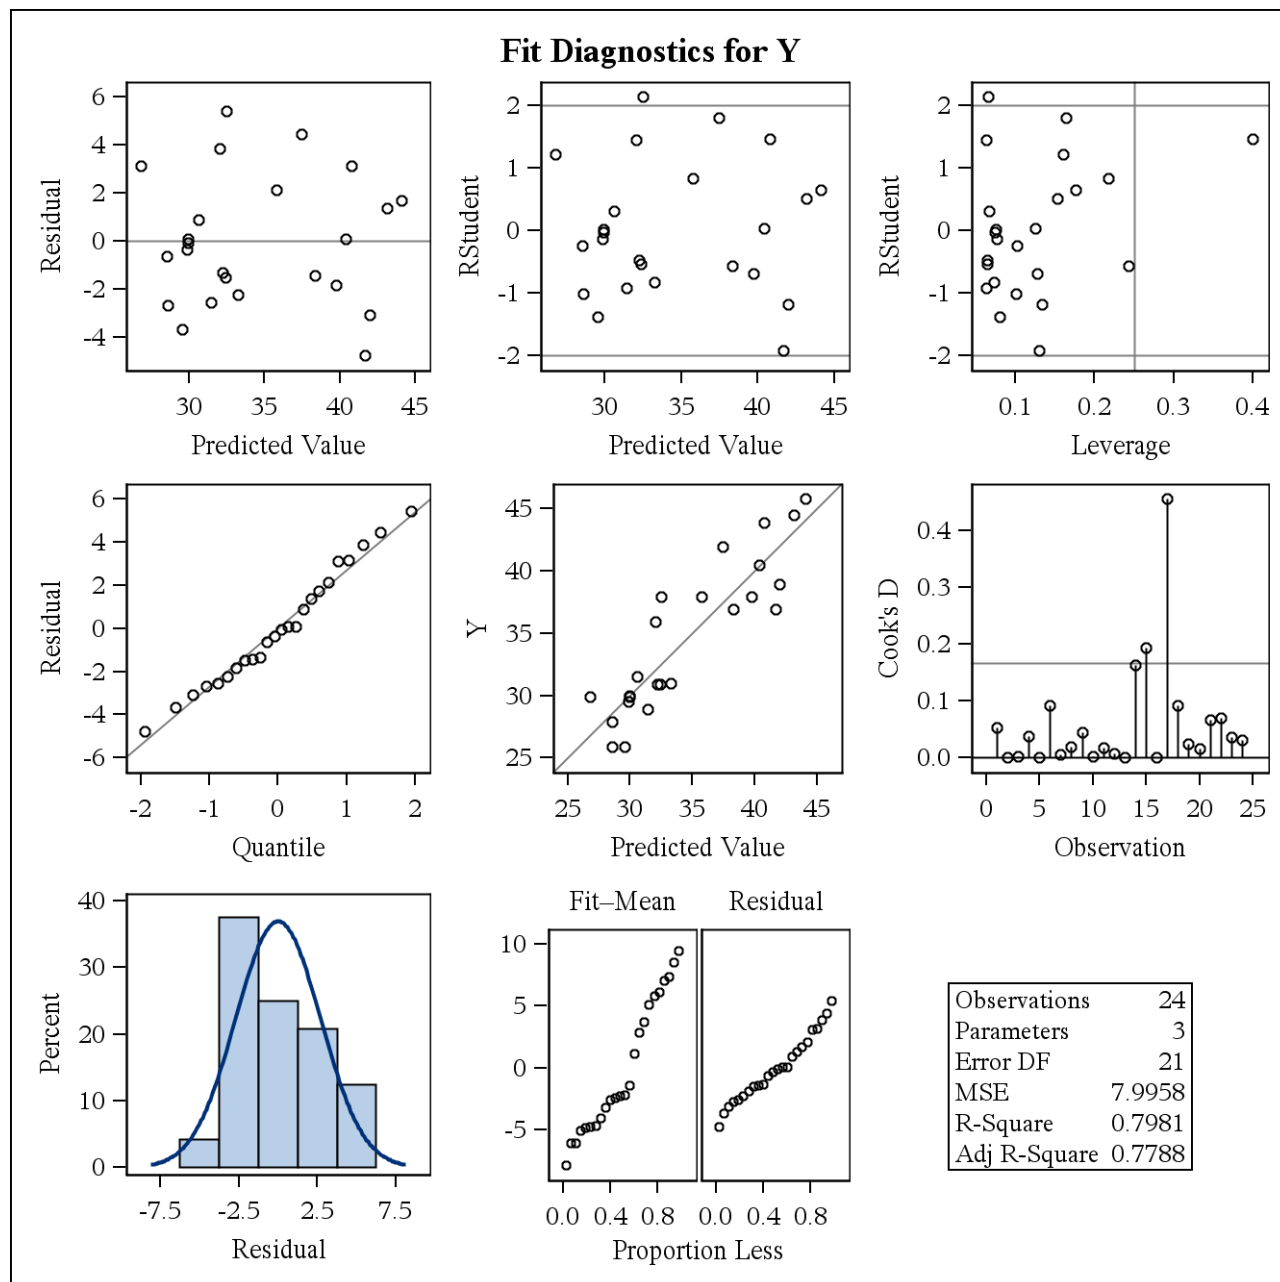 Fit Diagnostics for Y
6
4
2
0
-2
-4
Residual
30 35 40 45
Predicted Value
2
1
0
-1
-2
RStudent
30 35 40 45
Predicted Value
2
1
0
-1
-2
RStudent
0.1 0.2 0.3 0.4
Leverage
6
4
2
0
-2
-4
-6
Residual
-2 -1 0 1 2
Quantile
45
40
35
30
25
Y
25 30 35 40 45
Predicted Value
0.4
0.3
0.2
0.1
0.0
Cook's D
0 5 10 15 20 25
Observation
40
30
20
10
0
Percent
-7.5 -2.5 2.5 7.5
Residual
Fit–Mean Residual
10
5
0
-5
0.0 0.4 0.8 0.0 0.4 0.8
Proportion Less
Observations 24
Parameters 3
Error DF 21
MSE 7.9958
R-Square 0.7981
Adj R-Square 0.7788